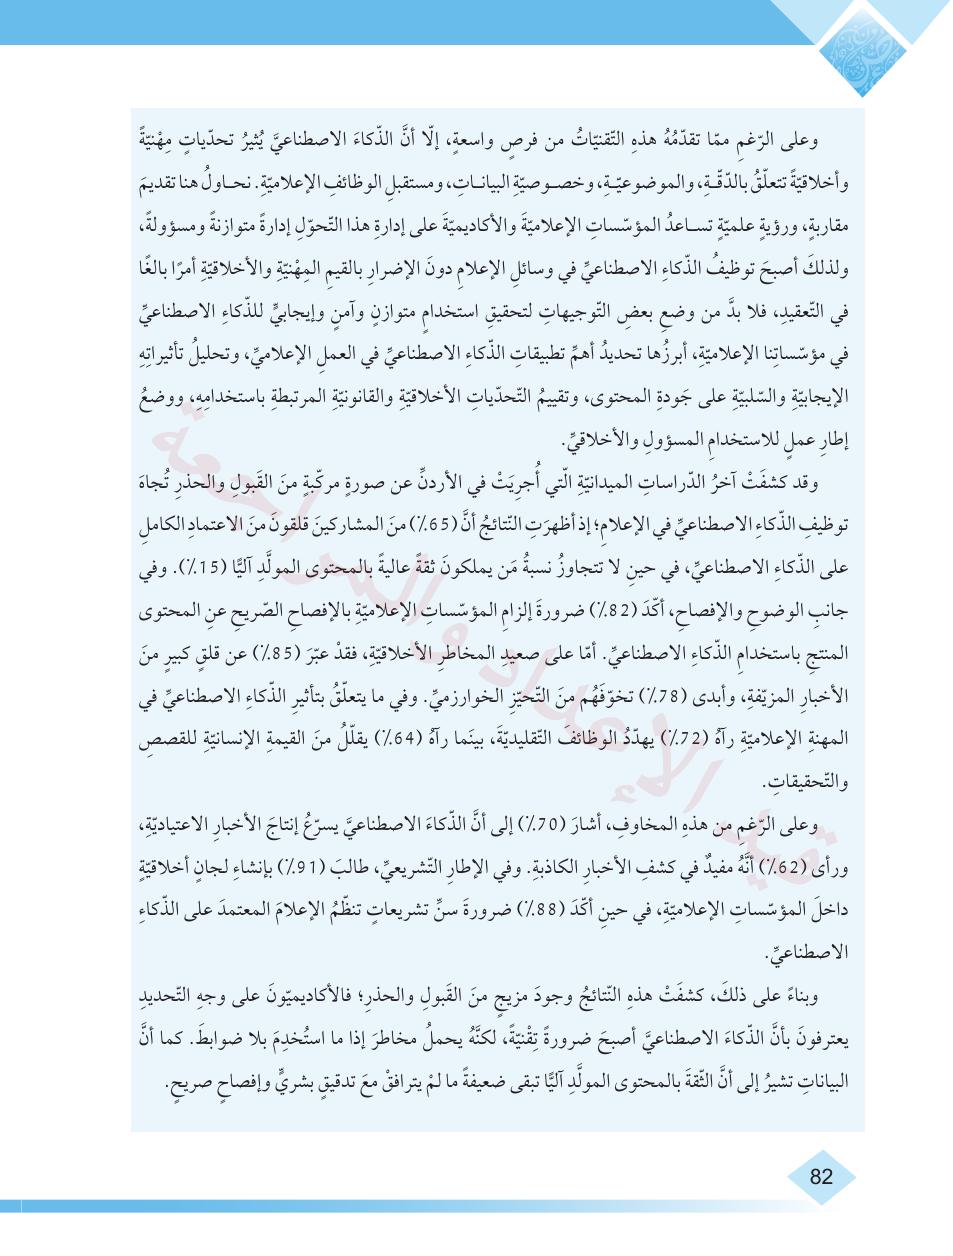 وعلى الرّغمِ ممّا تقدّمُهُ هذهِ التّقنيّاتُ من فرصٍ واسعةٍ، إلّا أنَّ الذّكاءَ الاصطناعيَّ يُثيرُ تحدّياتٍ مِهْنيّةً
وأخلاقيّةً تتعلّقُ بالدّقّـةِ، والموضوعيّـةِ، وخصـوصيّةِ البيانـاتِ، ومستقبلِ الوظائفِ الإعلاميّةِ. نحـاولُ هنا تقديمَ
مقاربةٍ، ورؤيةٍ علميّةٍ تسـاعدُ المؤسّسـاتِ الإعلاميّةَ والأكاديميّةَ على إدارةِ هذا التّحوّلِ إدارةً متوازنةً ومسؤولةً،
ولذلكَ أصبحَ توظيفُ الذّكاءِ الاصطناعيِّ في وسائلِ الإعلامِ دونَ الإضرارِ بالقيمِ المِهْنيّةِ والأخلاقيّةِ أمرًا بالغًا
في التّعقيدِ، فلا بدَّ من وضعِ بعضِ التّوجيهاتِ لتحقيقِ استخدامٍ متوازنٍ وآمنٍ وإيجابيٍّ للذّكاءِ الاصطناعيِّ
في مؤسّساتِنا الإعلاميّةِ، أبرزُها تحديدُ أهمِّ تطبيقاتِ الذّكاءِ الاصطناعيِّ في العملِ الإعلاميِّ، وتحليلُ تأثيراتِهِ
الإيجابيّةِ والسّلبيّةِ على جَودةِ المحتوى، وتقييمُ التّحدّياتِ الأخلاقيّةِ والقانونيّةِ المرتبطةِ باستخدامِهِ، ووضعُ
إطارِ عملٍ للاستخدامِ المسؤولِ والأخلاقيِّ.
وقد كشفَتْ آخرُ الدّراساتِ الميدانيّةِ الّتي أُجريَتْ في الأردنِّ عن صورةٍ مركّبةٍ منَ القَبولِ والحذرِ تُجاهَ
توظيفِ الذّكاءِ الاصطناعيِّ في الإعلامِ؛ إذ أظهرَتِ النّتائجُ أنَّ (65٪) منَ المشاركينَ قلقونَ منَ الاعتمادِ الكاملِ
على الذّكاءِ الاصطناعيِّ، في حينِ لا تتجاوزُ نسبةُ مَن يملكونَ ثقةً عاليةً بالمحتوى المولَّدِ آليًّا (15٪). وفي
جانبِ الوضوحِ والإفصاحِ، أكّدَ (82٪) ضرورةَ إلزامِ المؤسّساتِ الإعلاميّةِ بالإفصاحِ الصّريحِ عنِ المحتوى
المنتجِ باستخدامِ الذّكاءِ الاصطناعيِّ. أمّا على صعيدِ المخاطرِ الأخلاقيّةِ، فقدْ عبّرَ (85٪) عن قلقٍ كبيرٍ منَ
الأخبارِ المزيّفةِ، وأبدى (78٪) تخوّفَهُم منَ التّحيّزِ الخوارزميِّ. وفي ما يتعلّقُ بتأثيرِ الذّكاءِ الاصطناعيِّ في
المهنةِ الإعلاميّةِ رآهُ (72٪) يهدّدُ الوظائفَ التّقليديّةَ، بينَما رآهُ (64٪) يقلّلُ منَ القيمةِ الإنسانيّةِ للقصصِ
والتّحقيقاتِ.
وعلى الرّغمِ من هذهِ المخاوفِ، أشارَ (70٪) إلى أنَّ الذّكاءَ الاصطناعيَّ يسرّعُ إنتاجَ الأخبارِ الاعتياديّةِ،
ورأى (62٪) أنَّهُ مفيدٌ في كشفِ الأخبارِ الكاذبةِ. وفي الإطارِ التّشريعيِّ، طالبَ (91٪) بإنشاءِ لجانٍ أخلاقيّةٍ
داخلَ المؤسّساتِ الإعلاميّةِ، في حينِ أكّدَ (88٪) ضرورةَ سنِّ تشريعاتٍ تنظّمُ الإعلامَ المعتمدَ على الذّكاءِ
الاصطناعيِّ.
وبناءً على ذلكَ، كشفَتْ هذهِ النّتائجُ وجودَ مزيجٍ منَ القَبولِ والحذرِ؛ فالأكاديميّونَ على وجهِ التّحديدِ
يعترفونَ بأنَّ الذّكاءَ الاصطناعيَّ أصبحَ ضرورةً تِقْنيّةً، لكنَّهُ يحملُ مخاطرَ إذا ما استُخدِمَ بلا ضوابطَ. كما أنَّ
البياناتِ تشيرُ إلى أنَّ الثّقةَ بالمحتوى المولَّدِ آليًّا تبقى ضعيفةً ما لمْ يترافقْ معَ تدقيقٍ بشريٍّ وإفصاحٍ صريحٍ.
قيد الإعداد والمراجعة
82